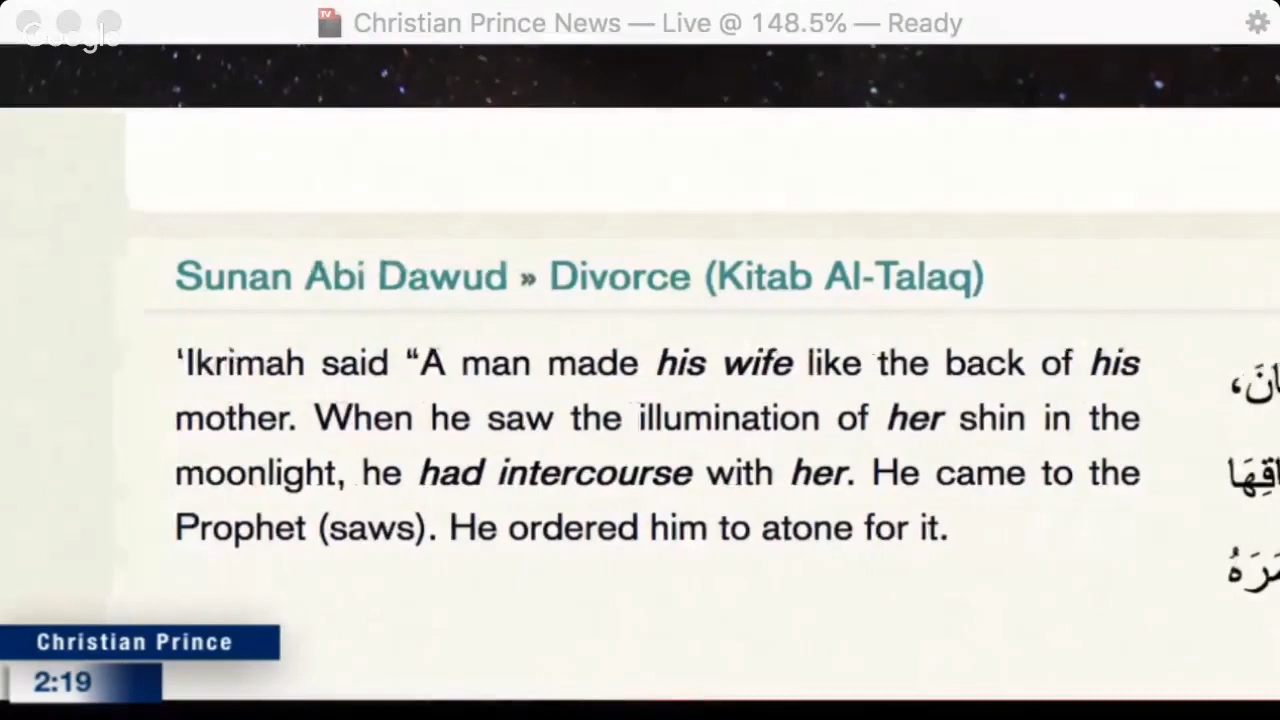 Christian Prince News — Live @ 148.5% — Ready
Google
Sunan Abi Dawud » Divorce (Kitab Al-Talaq)
‘Ikrimah said “A man made his wife like the back of his
mother. When he saw the illumination of her shin in the
moonlight, he had intercourse with her. He came to the
Prophet (saws). He ordered him to atone for it.
Christian Prince
2:19